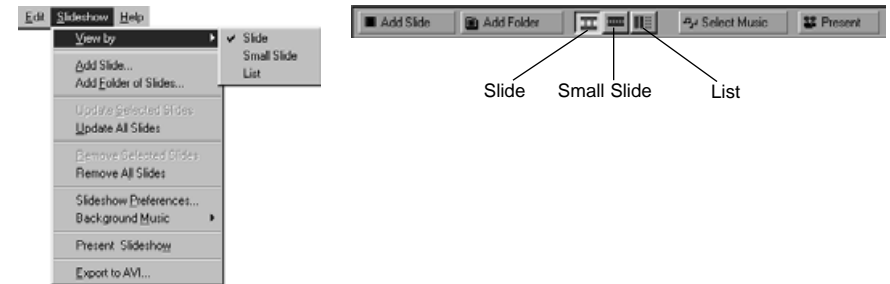 Edit Slideshow Help
View by
Slide
Small Slide
List
Add Slide...
Add Folder of Slides...
Update Selected Slides
Update All Slides
Remove Selected Slides
Remove All Slides
Slideshow Preferences...
Background Music
Present Slideshow
Export to AVI...
Add Slide Add Folder Select Music Present
Slide Small Slide List